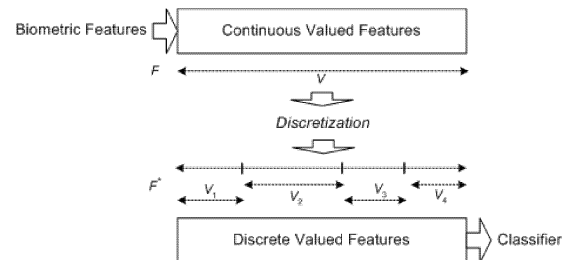 Biometric Features Continuous Valued Features
F V
Discretization
F*
V1 V2 V3 V4
Discrete Valued Features Classifier